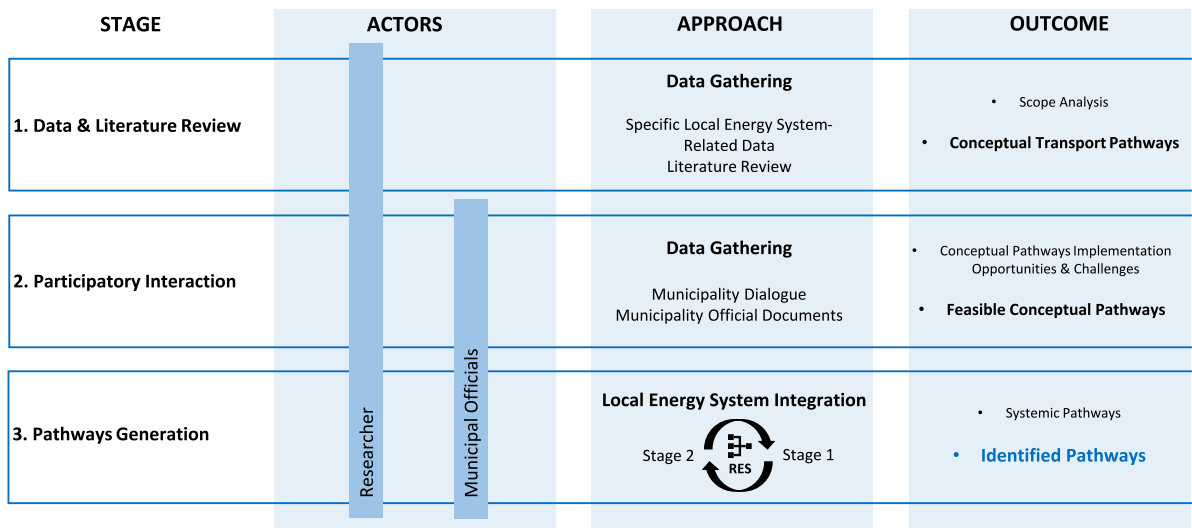 STAGE
ACTORS
APPROACH
OUTCOME
1. Data & Literature Review
Data Gathering
Specific Local Energy System-
Related Data
Literature Review
• Scope Analysis
• Conceptual Transport Pathways
2. Participatory Interaction
Data Gathering
Municipality Dialogue
Municipality Official Documents
• Conceptual Pathways Implementation
Opportunities & Challenges
• Feasible Conceptual Pathways
3. Pathways Generation
Researcher
Municipal Officials
Local Energy System Integration
Stage 2
RES
Stage 1
• Systemic Pathways
• Identified Pathways